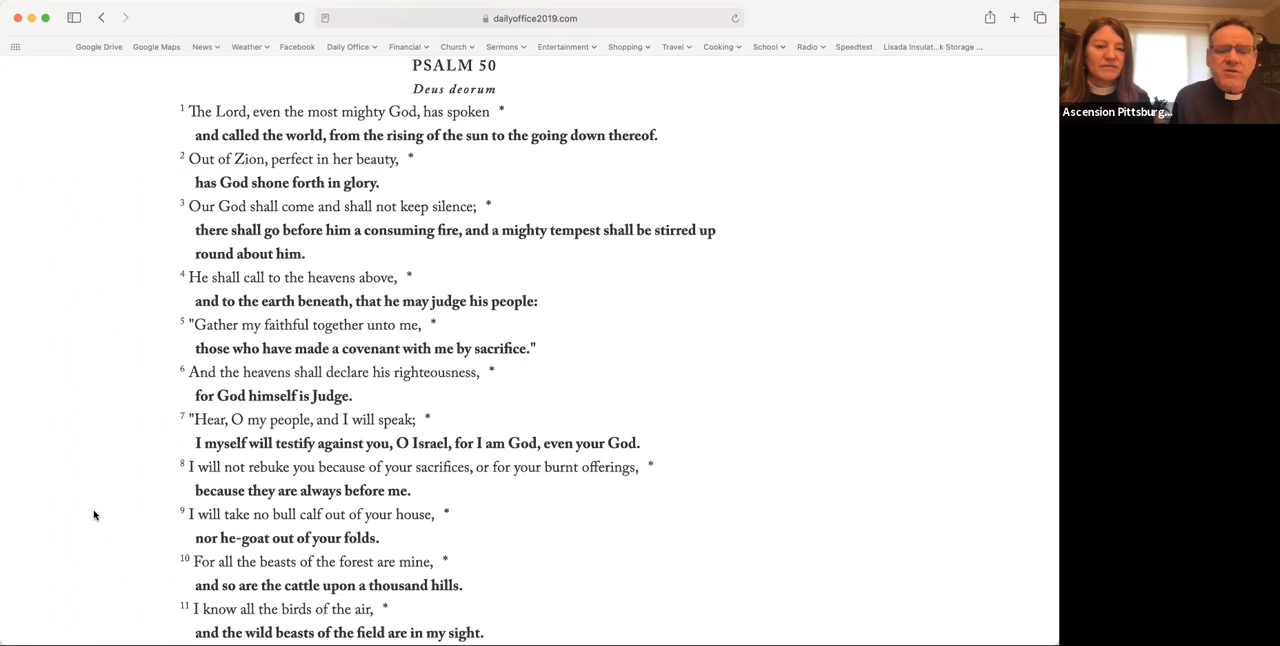 dailyoffice2019.com
Google Drive Google Maps News Weather Facebook Daily Office Financial Church Sermons Entertainment Shopping Travel Cooking School Radio Speedtest Lixada Insulat...k Storage ...
PSALM 50
Deus deorum
1 The Lord, even the most mighty God, has spoken *
and called the world, from the rising of the sun to the going down thereof.
2 Out of Zion, perfect in her beauty, *
has God shone forth in glory.
3 Our God shall come and shall not keep silence; *
there shall go before him a consuming fire, and a mighty tempest shall be stirred up
round about him.
4 He shall call to the heavens above, *
and to the earth beneath, that he may judge his people:
5 "Gather my faithful together unto me, *
those who have made a covenant with me by sacrifice."
6 And the heavens shall declare his righteousness, *
for God himself is Judge.
7 "Hear, O my people, and I will speak; *
I myself will testify against you, O Israel, for I am God, even your God.
8 I will not rebuke you because of your sacrifices, or for your burnt offerings, *
because they are always before me.
9 I will take no bull calf out of your house, *
nor he-goat out of your folds.
10 For all the beasts of the forest are mine, *
and so are the cattle upon a thousand hills.
11 I know all the birds of the air, *
and the wild beasts of the field are in my sight.
Ascension Pittsburg...